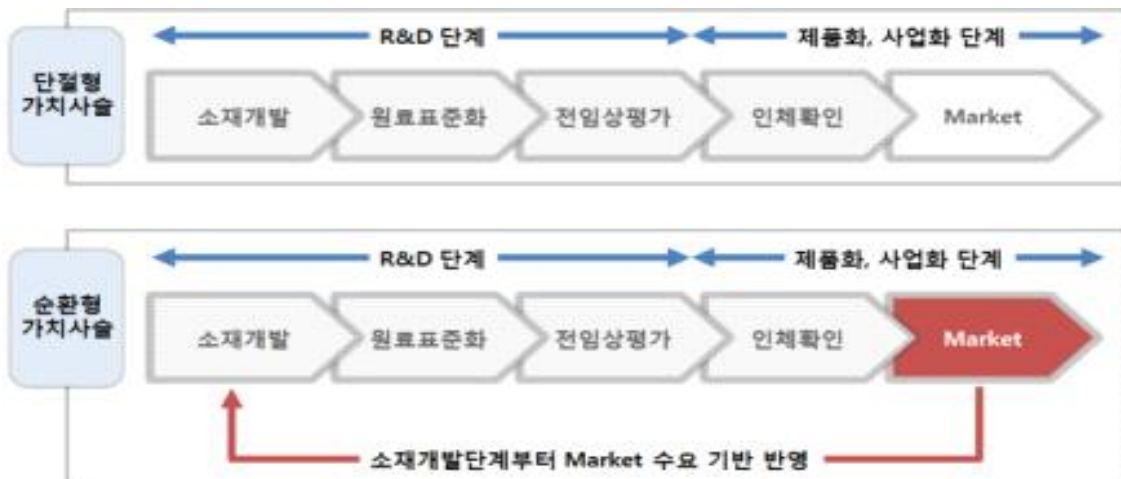 R&D 단계
제품화, 사업화 단계
단절형
가치사슬
소재개발
원료표준화
전임상평가
인체확인
Market
R&D 단계
제품화, 사업화 단계
순환형
가치사슬
소재개발
원료표준화
전임상평가
인체확인
Market
소재개발단계부터 Market 수요 기반 반영